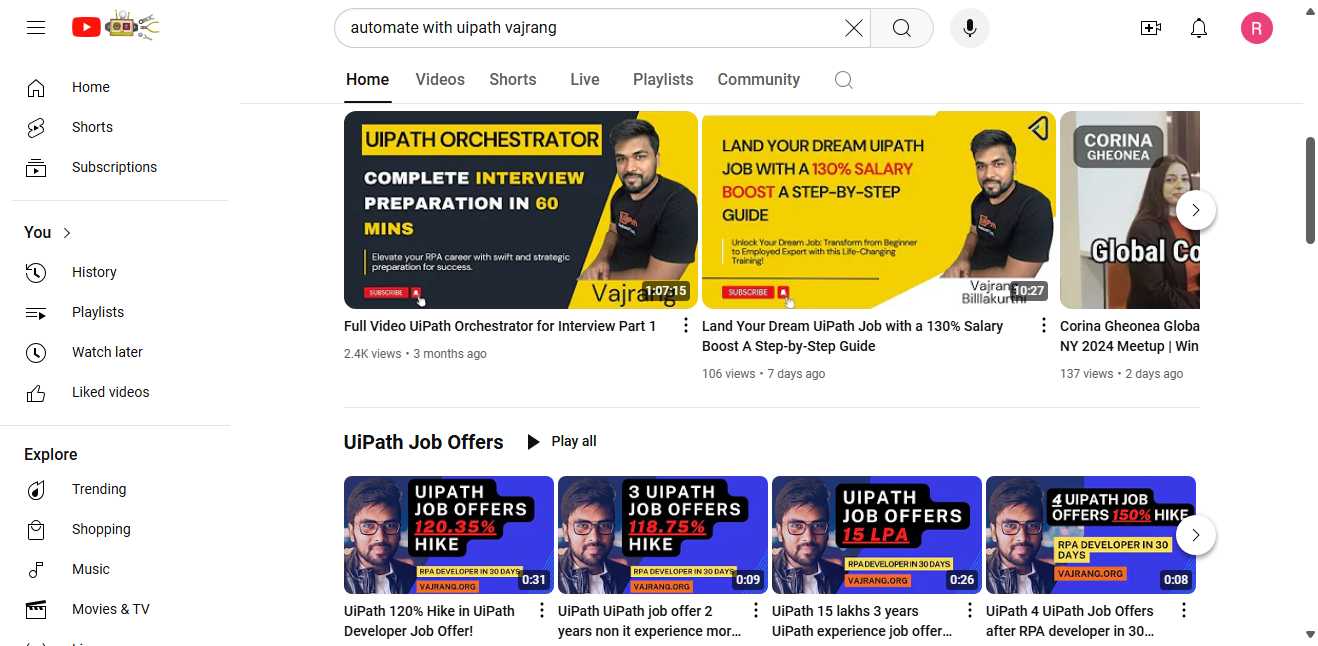 automate with uipath vajrang
R
Home
Shorts
Subscriptions
You
History
Playlists
Watch later
Liked videos
Explore
Trending
Shopping
Music
Movies & TV
Home Videos Shorts Live Playlists Community
UIPATH ORCHESTRATOR
COMPLETE INTERVIEW
PREPARATION IN 60
MINS
Elevate your RPA career with swift and strategic
preparation for success.
SUBSCRIBE
Vajrang
1:07:15
Full Video UiPath Orchestrator for Interview Part 1
2.4K views • 3 months ago
LAND YOUR DREAM UIPATH
JOB WITH A 130% SALARY
BOOST A STEP-BY-STEP
GUIDE
Unlock Your Dream Job: Transform from Beginner
to Employed Expert with this Life-Changing
Training!
SUBSCRIBE
Vajrang
Billlakurthi
10:27
Land Your Dream UiPath Job with a 130% Salary
Boost A Step-by-Step Guide
106 views • 7 days ago
CORINA
GHEONEA
Global Co
Corina Gheonea Globa
NY 2024 Meetup | Win
137 views • 2 days ago
UiPath Job Offers Play all
UIPATH
JOB OFFERS
120.35%
HIKE
RPA DEVELOPER IN 30 DAYS
VAJRANG.ORG
0:31
UiPath 120% Hike in UiPath
Developer Job Offer!
3 UIPATH
JOB OFFERS
118.75%
HIKE
RPA DEVELOPER IN 30 DAYS
VAJRANG.ORG
0:09
UiPath UiPath job offer 2
years non it experience mor...
UIPATH
JOB OFFERS
15 LPA
RPA DEVELOPER IN 30 DAYS
VAJRANG.ORG
0:26
UiPath 15 lakhs 3 years
UiPath experience job offer...
4 UIPATH JOB
OFFERS 150% HIKE
RPA DEVELOPER IN 30
DAYS
VAJRANG.ORG
0:08
UiPath 4 UiPath Job Offers
after RPA developer in 30...